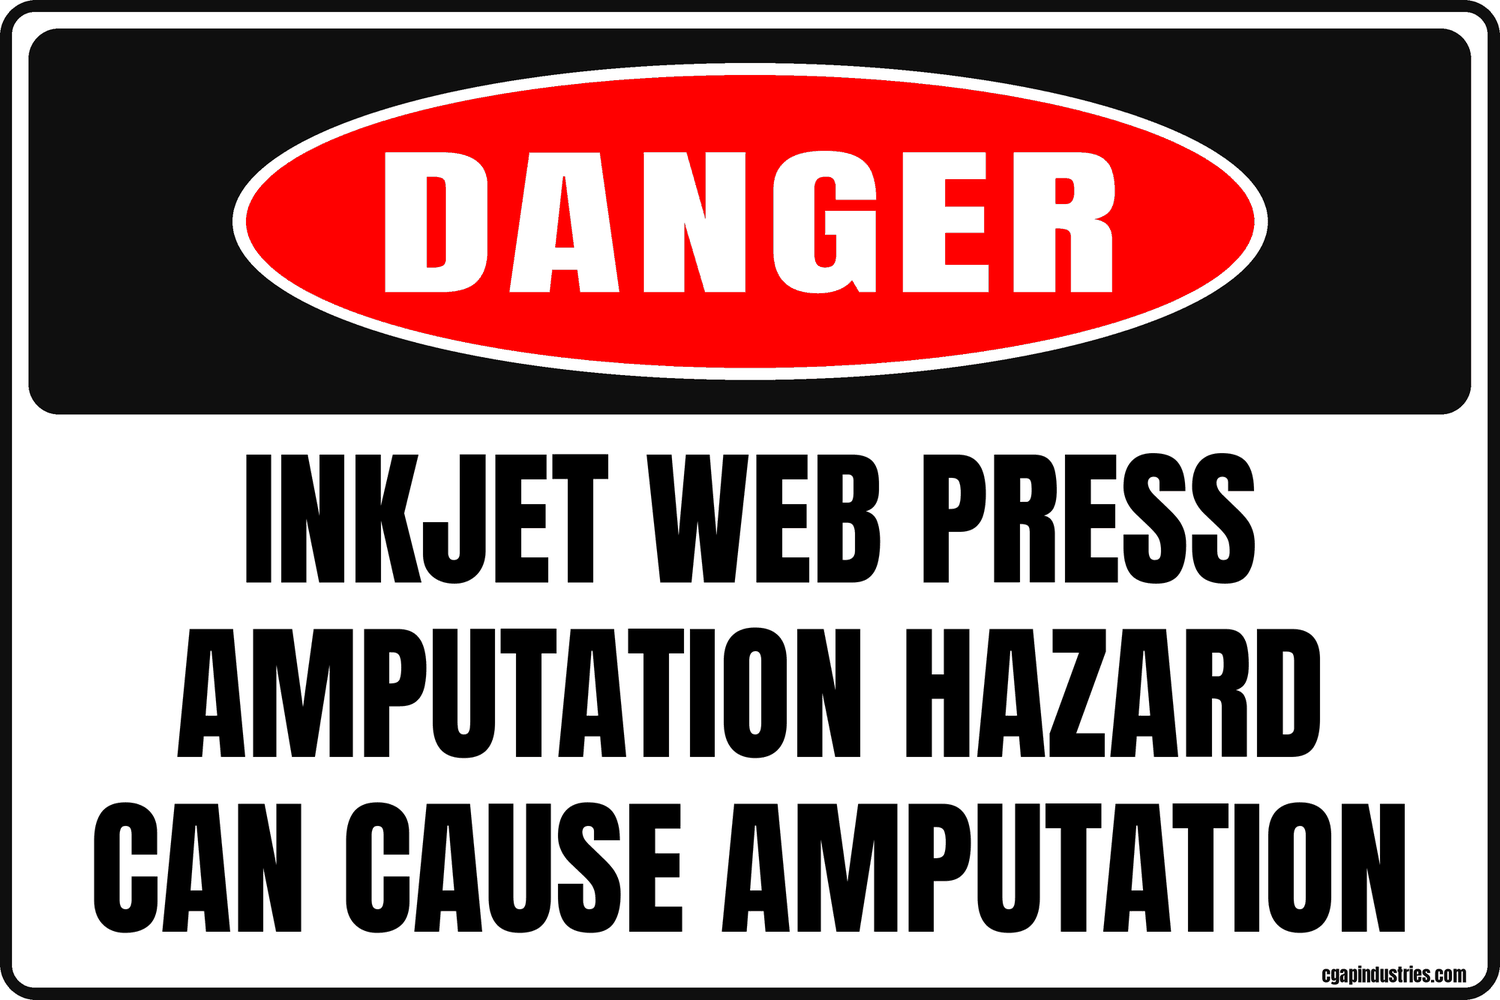 DANGER
INKJET WEB PRESS
AMPUTATION HAZARD
CAN CAUSE AMPUTATION
cgapindustries.com